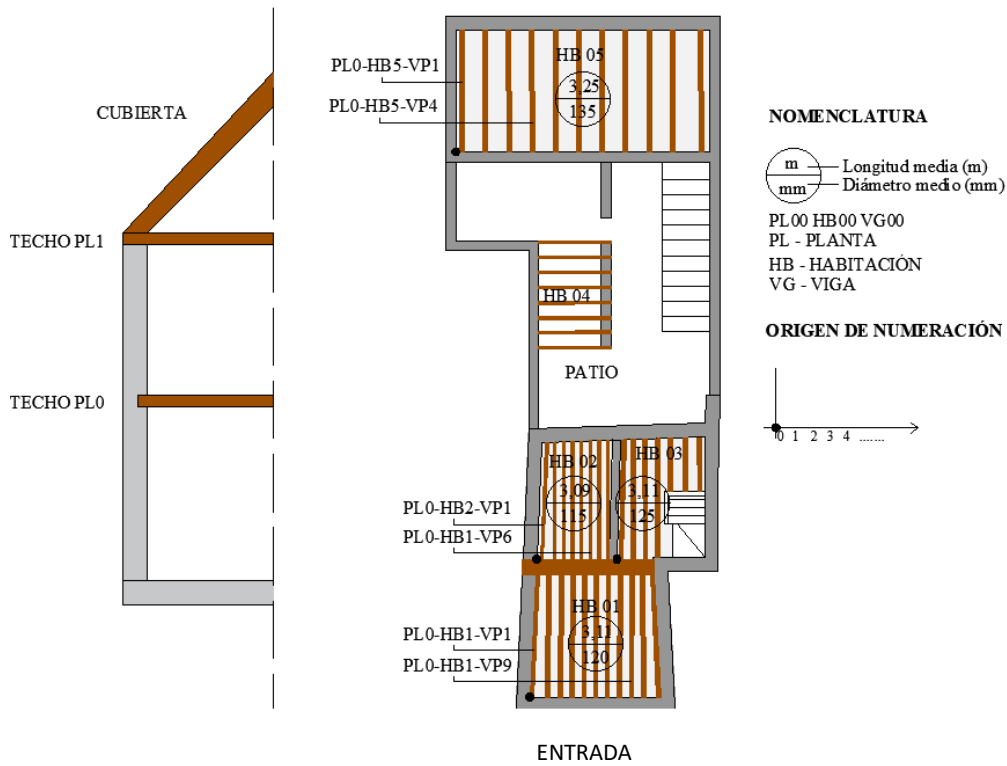 CUBIERTA
TECHO PL1
TECHO PL0
HB 05
3,25
135
PL0-HB5-VP1
PL0-HB5-VP4
HB 04
PATIO
HB 02
3,09
115
HB 03
3,11
125
PL0-HB2-VP1
PL0-HB1-VP6
HB 01
3,11
120
PL0-HB1-VP1
PL0-HB1-VP9
ENTRADA
NOMENCLATURA
m
Longitud media (m)
mm
Diámetro medio (mm)
PL00 HB00 VG00
PL - PLANTA
HB - HABITACIÓN
VG - VIGA
ORIGEN DE NUMERACIÓN
0 1 2 3 4 .......